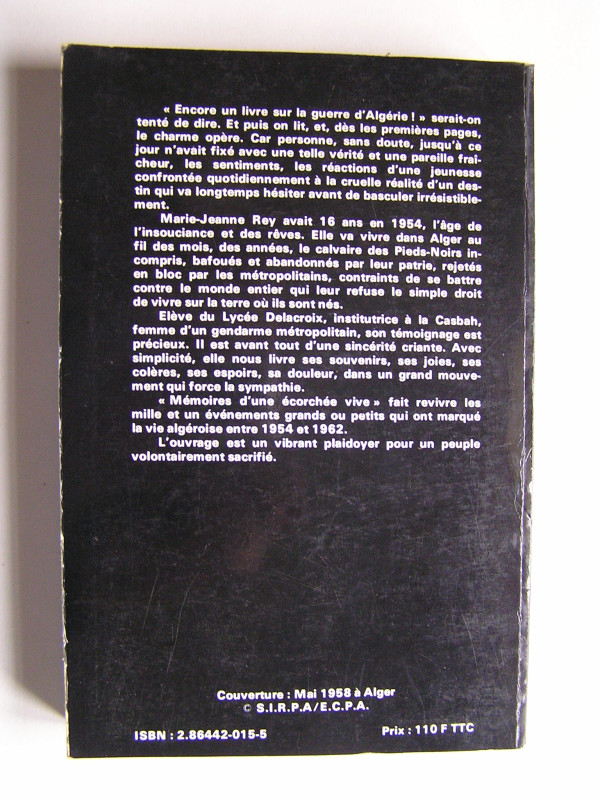 « Encore un livre sur la guerre d'Algérie ! » serait-on
tenté de dire. Et puis on lit, et, dès les premières pages,
le charme opère. Car personne, sans doute, jusqu'à ce
jour n'avait fixé avec une telle vérité et une pareille fraî-
cheur, les sentiments, les réactions d'une jeunesse
confrontée quotidiennement à la cruelle réalité d'un des-
tin qui va longtemps hésiter avant de basculer irrésistible-
ment.
Marie-Jeanne Rey avait 16 ans en 1954, l'âge de
l'insouciance et des rêves. Elle va vivre dans Alger au
fil des mois, des années, le calvaire des Pieds-Noirs in-
compris, bafoués et abandonnés par leur patrie, rejetés
en bloc par les métropolitains, contraints de se battre
contre le monde entier qui leur refuse le simple droit
de vivre sur la terre où ils sont nés.
Elève du Lycée Delacroix, institutrice à la Casbah,
femme d'un gendarme métropolitain, son témoignage est
précieux. Il est avant tout d'une sincérité criante. Avec
simplicité, elle nous livre ses souvenirs, ses joies, ses
colères, ses espoirs, sa douleur, dans un grand mouve-
ment qui force la sympathie.
« Mémoires d'une écorchée vive » fait revivre les
mille et un événements grands ou petits qui ont marqué
la vie algéroise entre 1954 et 1962.
L'ouvrage est un vibrant plaidoyer pour un peuple
volontairement sacrifié.
Couverture : Mai 1958 à Alger
© S.I.R.P.A/E.C.P.A.
ISBN : 2.86442-015-5
Prix : 110 F TTC